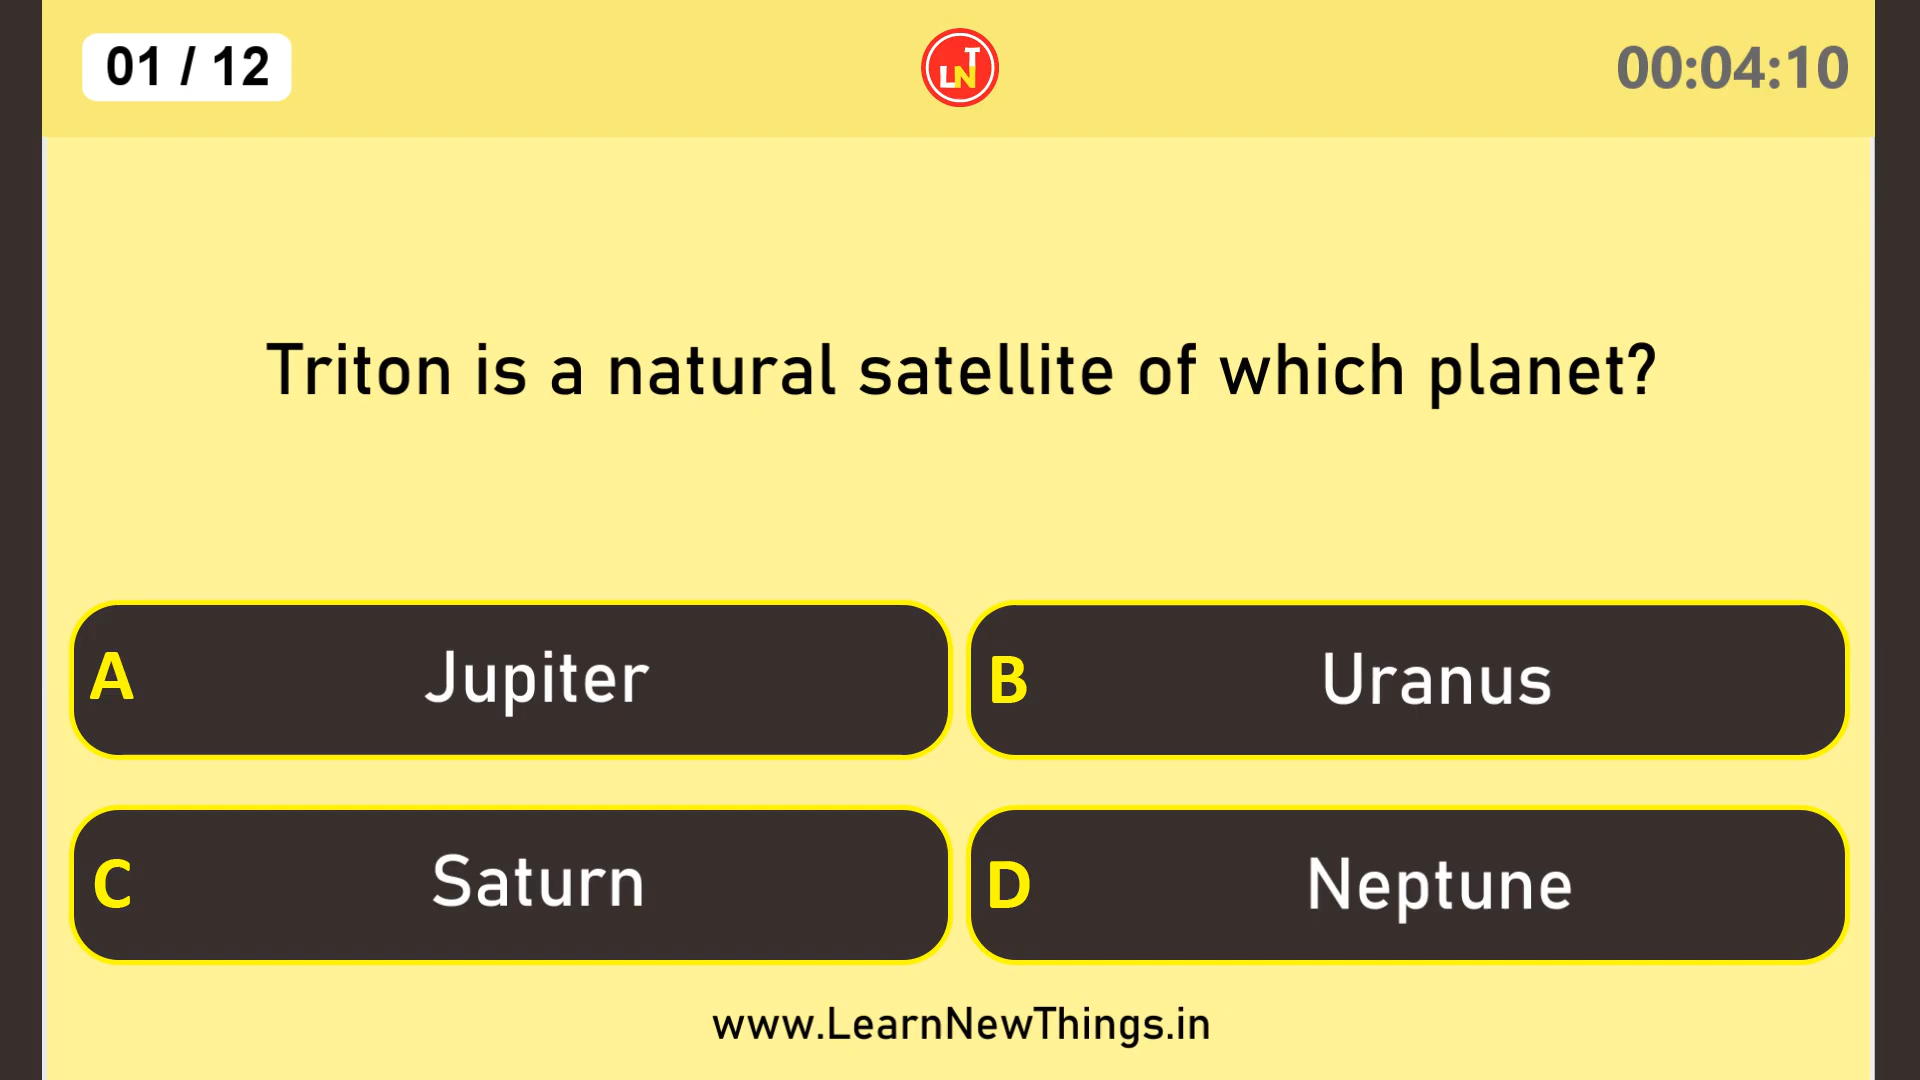 01 / 12
LNT
00:04:10
Triton is a natural satellite of which planet?
A Jupiter
B Uranus
C Saturn
D Neptune
www.LearnNewThings.in